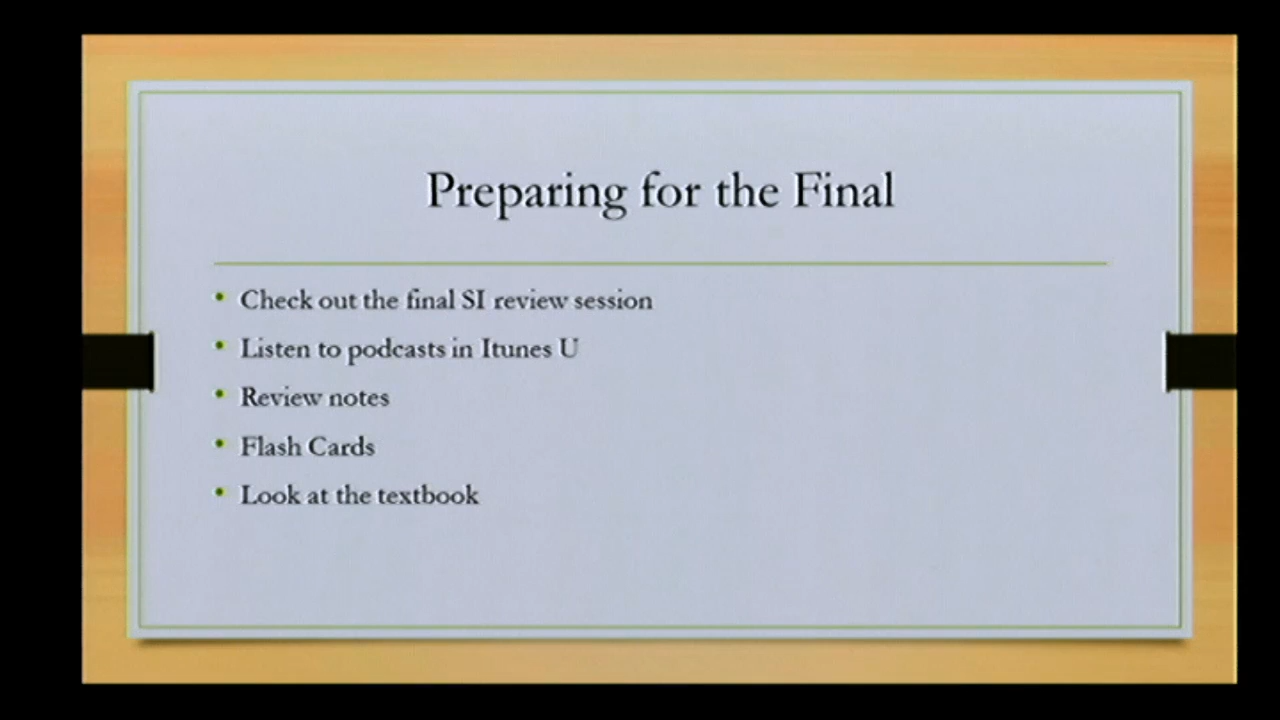 Preparing for the Final
• Check out the final SI review session
• Listen to podcasts in Itunes U
• Review notes
• Flash Cards
• Look at the textbook